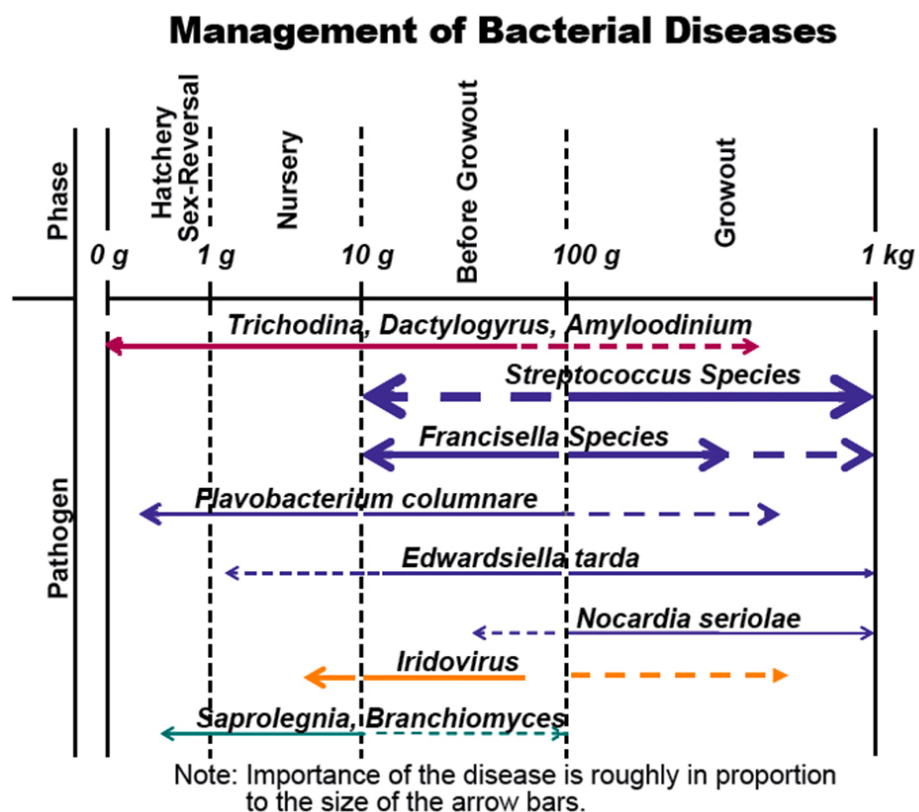 Management of Bacterial Diseases
Phase
Hatchery
Sex-Reversal
Nursery
Before Growout
Growout
0 g
1 g
10 g
100 g
1 kg
Pathogen
Trichodina, Dactylogyrus, Amyloodinium
Streptococcus Species
Francisella Species
Flavobacterium columnare
Edwardsiella tarda
Nocardia seriolae
Iridovirus
Saprolegnia, Branchiomyces
Note: Importance of the disease is roughly in proportion
to the size of the arrow bars.